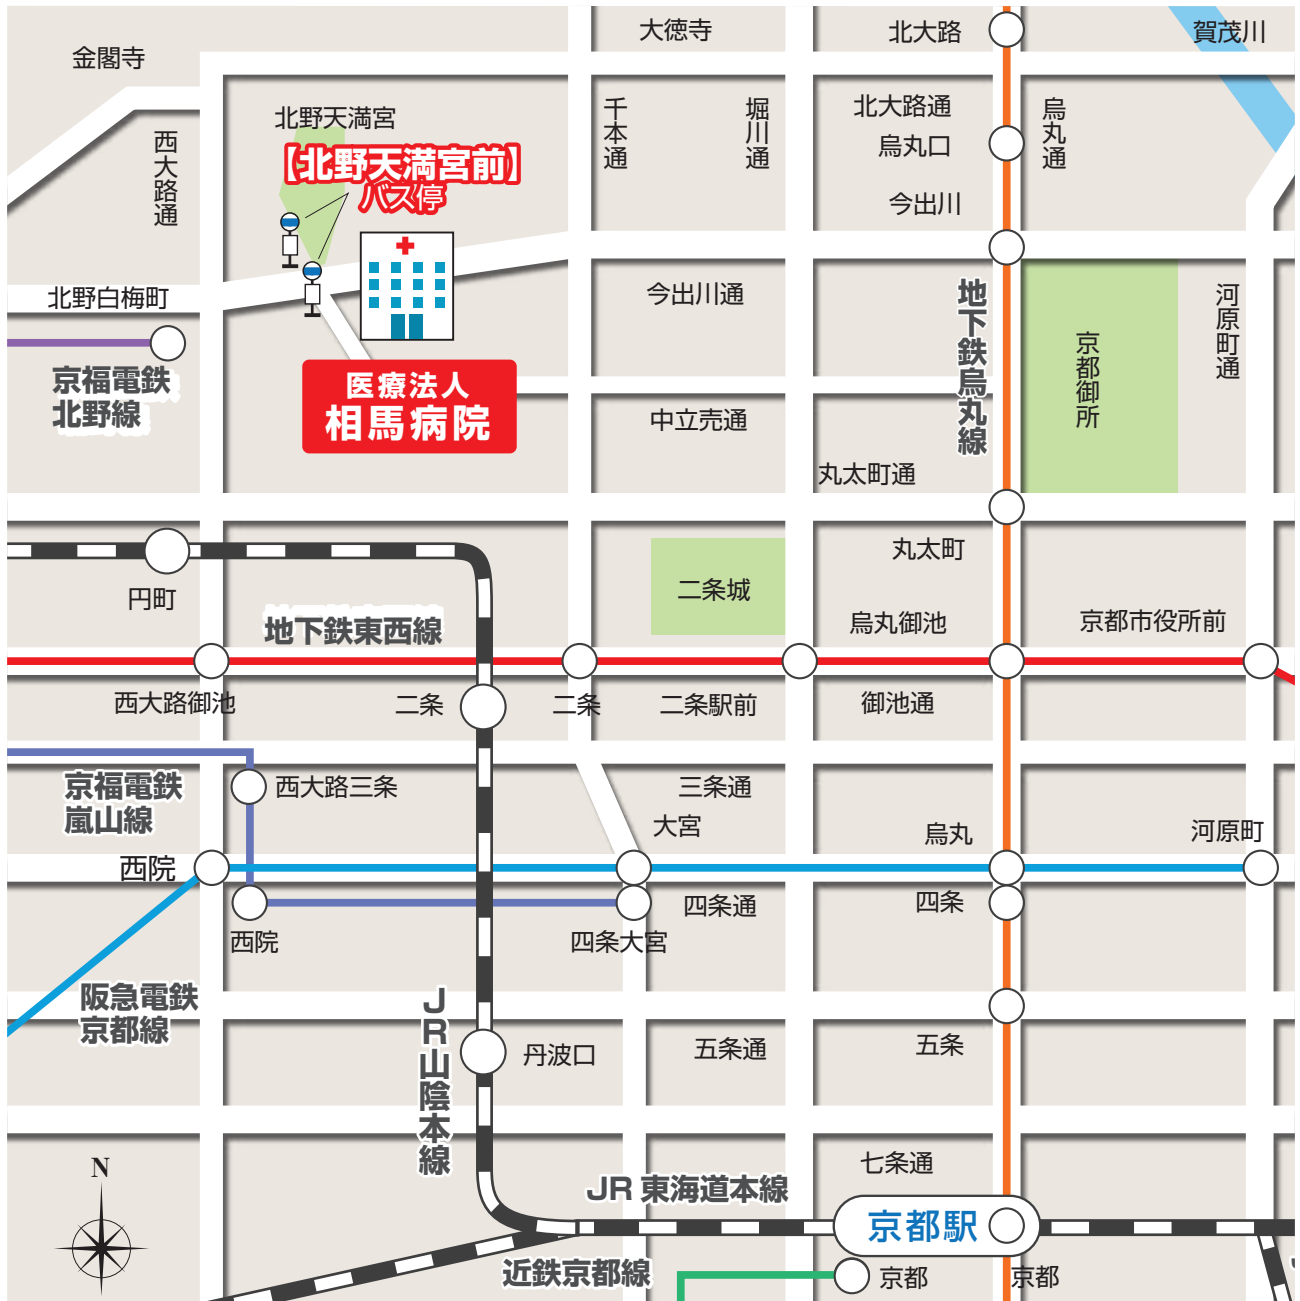 金閣寺
大徳寺
北大路
賀茂川
北野天満宮
西大路通
千本通
堀川通
北大路通
烏丸口
烏丸通
【北野天満宮前】
バス停
今出川
北野白梅町
今出川通
地下鉄烏丸線
京都御所
河原町通
京福電鉄
北野線
医療法人
相馬病院
中立売通
丸太町通
円町
二条城
丸太町
地下鉄東西線
烏丸御池
京都市役所前
西大路御池
二条
二条
二条駅前
御池通
京福電鉄
嵐山線
西大路三条
三条通
大宮
烏丸
河原町
西院
西院
四条大宮
四条通
四条
阪急電鉄
京都線
JR山陰本線
丹波口
五条通
五条
七条通
N
JR東海道本線
京都駅
近鉄京都線
京都
京都